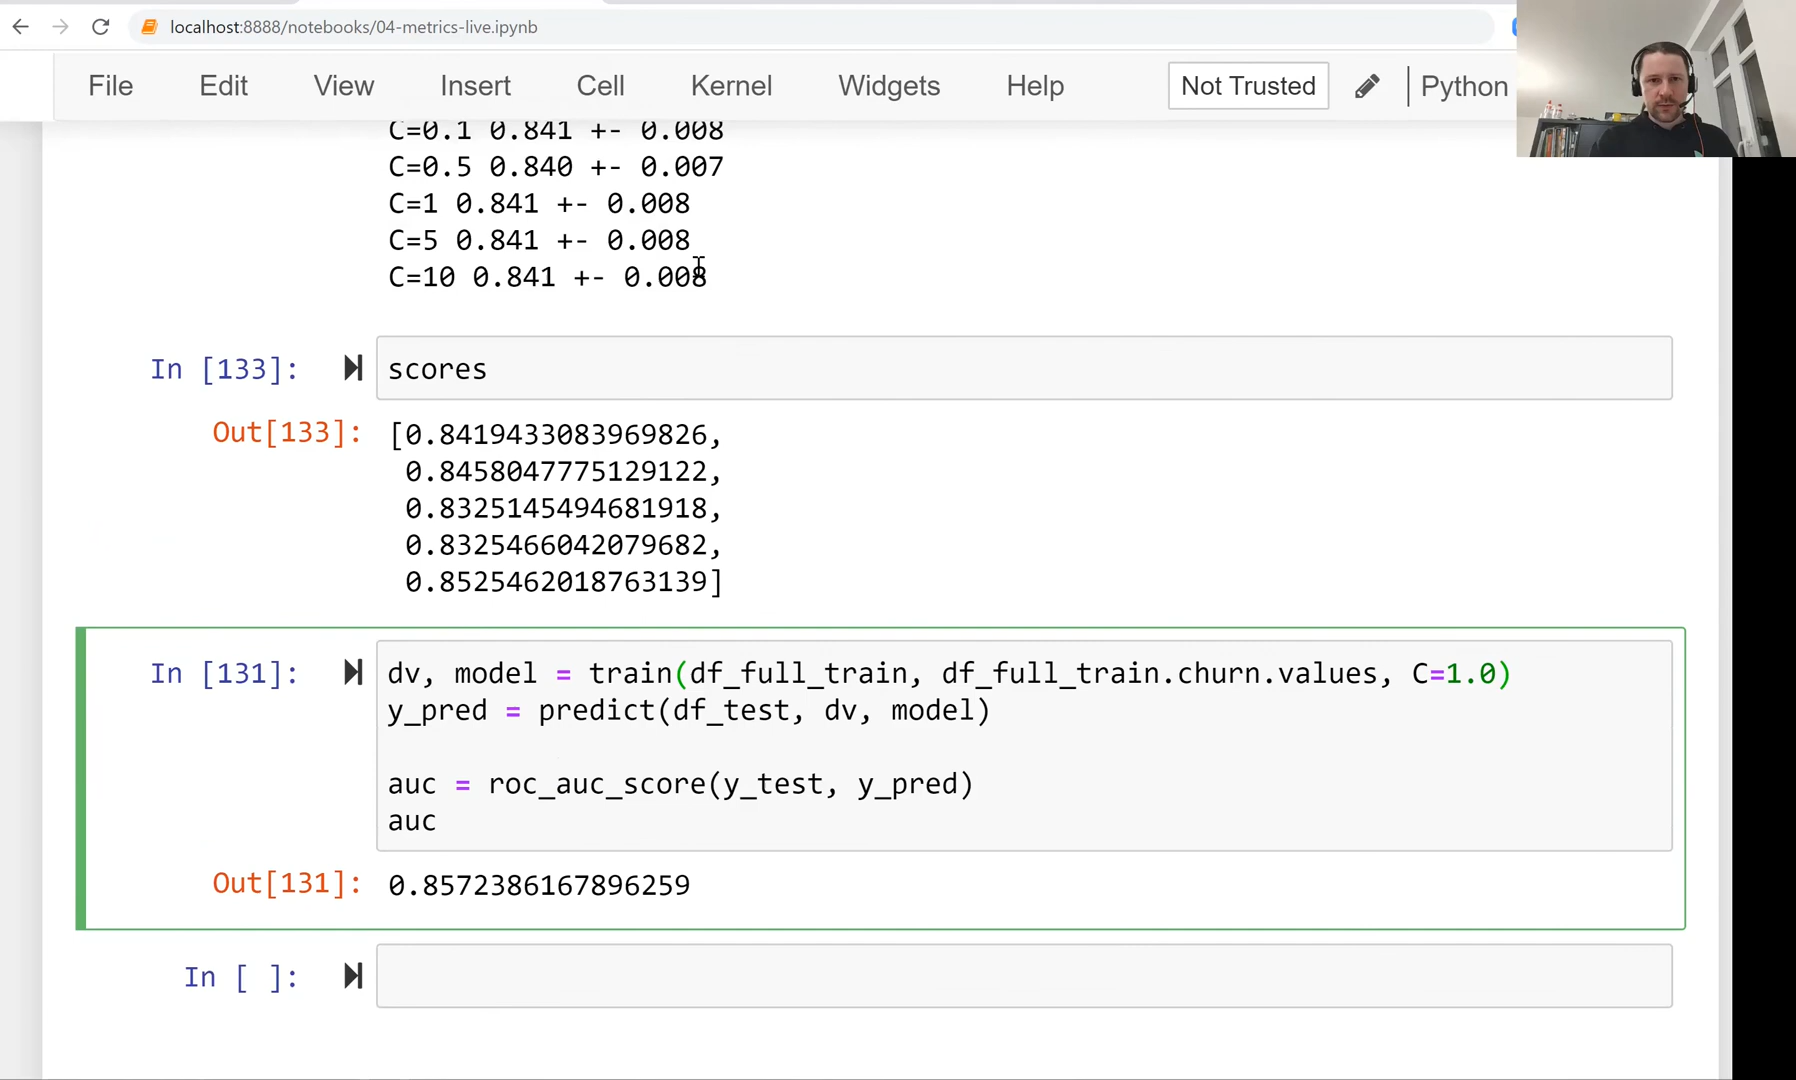 localhost:8888/notebooks/04-metrics-live.ipynb
File Edit View Insert Cell Kernel Widgets Help Not Trusted Python
C=0.1 0.841 +- 0.008
C=0.5 0.840 +- 0.007
C=1 0.841 +- 0.008
C=5 0.841 +- 0.008
C=10 0.841 +- 0.008
In [133]: scores
Out[133]: [0.8419433083969826,
0.8458047775129122,
0.8325145494681918,
0.8325466042079682,
0.8525462018763139]
In [131]: dv, model = train(df_full_train, df_full_train.churn.values, C=1.0)
y_pred = predict(df_test, dv, model)
auc = roc_auc_score(y_test, y_pred)
auc
Out[131]: 0.8572386167896259
In [ ]: